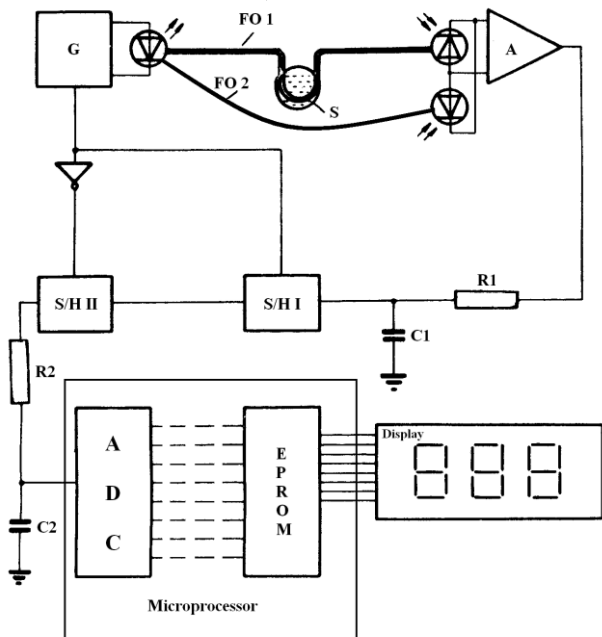 FO 1
G
A
FO 2
S
R1
S/H II
S/H I
C1
R2
Display
A
D
C
E
P
R
O
M
C2
Microprocessor